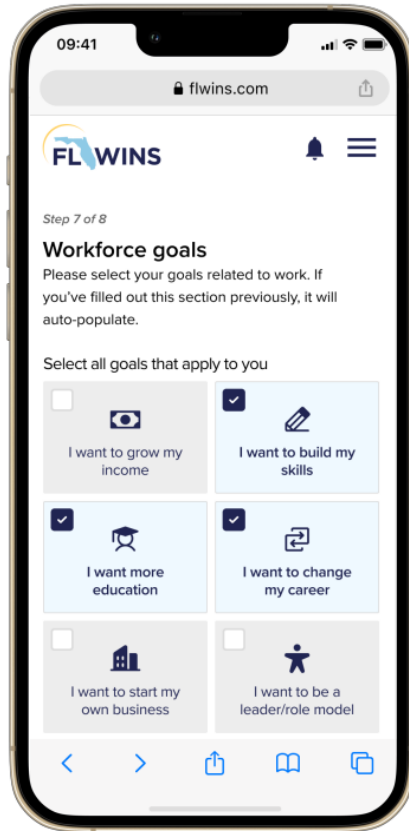 09:41
flwins.com
FL WINS
Step 7 of 8
Workforce goals
Please select your goals related to work. If
you've filled out this section previously, it will
auto-populate.
Select all goals that apply to you
I want to grow my
income
I want to build my
skills
I want more
education
I want to change
my career
I want to start my
own business
I want to be a
leader/role model